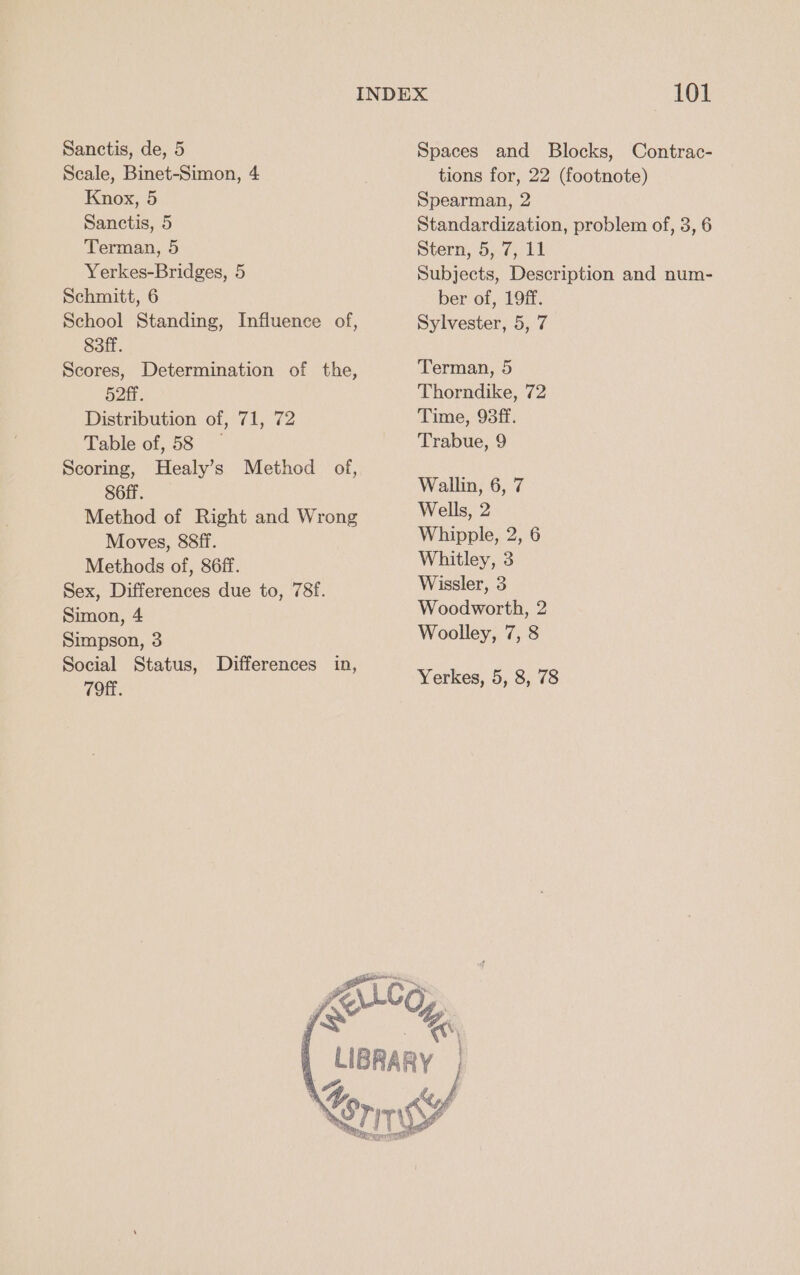 INDEX 101
Sanctis, de, 5
Scale, Binet-Simon, 4
Knox, 5
Sanctis, 5
Terman, 5
Yerkes-Bridges, 5
Schmitt, 6
School Standing, Influence of,
83ff.
Scores, Determination of the,
52ff.
Distribution of, 71, 72
Table of, 58
Scoring, Healy's Method of,
86ff.
Method of Right and Wrong
Moves, 88ff.
Methods of, 86ff.
Sex, Differences due to, 78f.
Simon, 4
Simpson, 3
Social Status, Differences in,
79ff.
Spaces and Blocks, Contrac-
tions for, 22 (footnote)
Spearman, 2
Standardization, problem of, 3, 6
Stern, 5, 7, 11
Subjects, Description and num-
ber of, 19ff.
Sylvester, 5, 7
Terman, 5
Thorndike, 72
Time, 93ff.
Trabue, 9
Wallin, 6, 7
Wells, 2
Whipple, 2, 6
Whitley, 3
Wissler, 3
Woodworth, 2
Woolley, 7, 8
Yerkes, 5, 8, 78
WELLCOME
LIBRARY